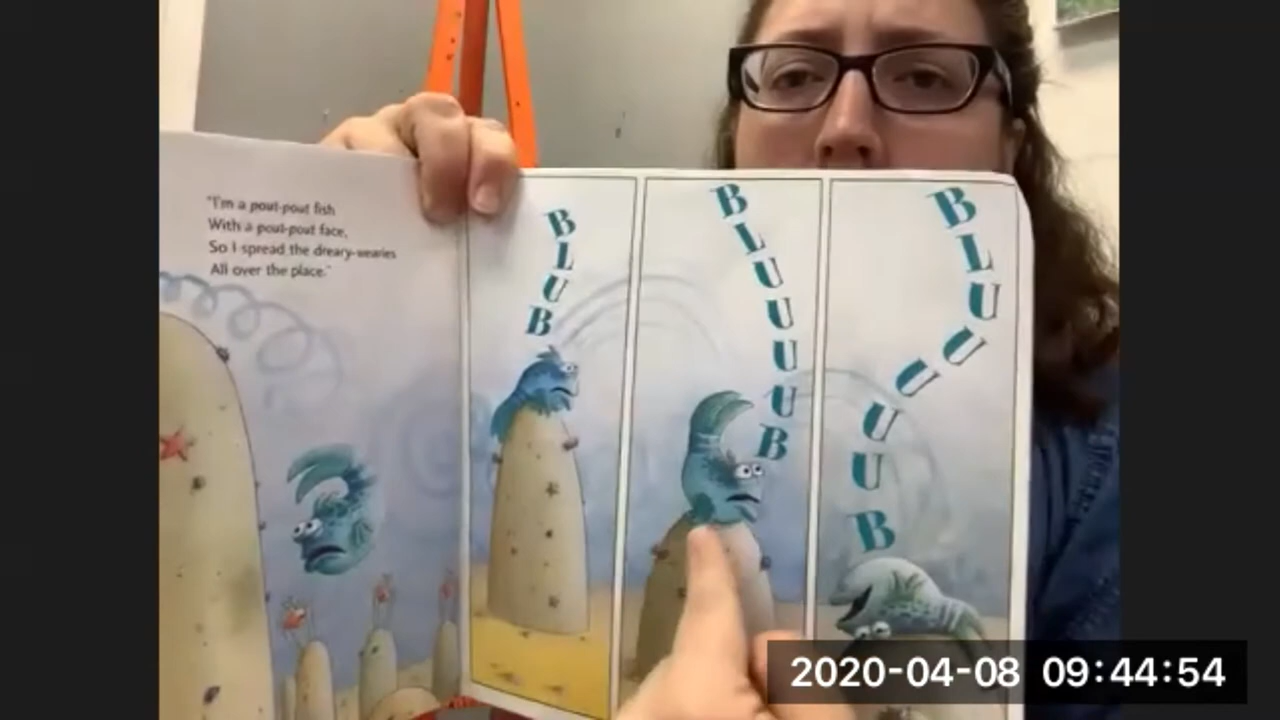 "I'm a pout-pout fish
With a pout-pout face,
So I spread the dreary-wearies
All over the place."
BLUB
BLUUUUB
BLUUUUUB
2020-04-08 09:44:54